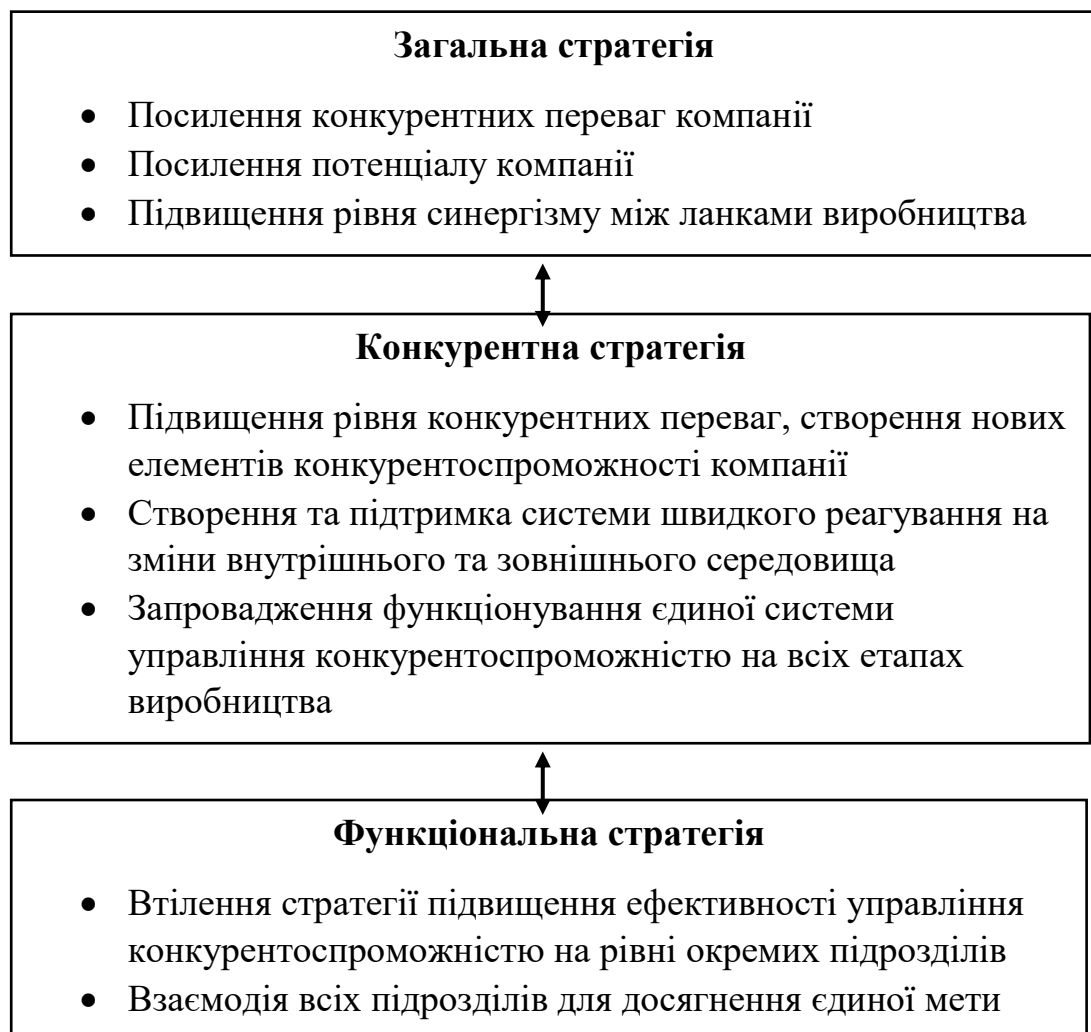 Загальна стратегія
• Посилення конкурентних переваг компанії
• Посилення потенціалу компанії
• Підвищення рівня синергізму між ланками виробництва
Конкурентна стратегія
• Підвищення рівня конкурентних переваг, створення нових
елементів конкурентоспроможності компанії
• Створення та підтримка системи швидкого реагування на
зміни внутрішнього та зовнішнього середовища
• Запровадження функціонування єдиної системи
управління конкурентоспроможністю на всіх етапах
виробництва
Функціональна стратегія
• Втілення стратегії підвищення ефективності управління
конкурентоспроможністю на рівні окремих підрозділів
• Взаємодія всіх підрозділів для досягнення єдиної мети